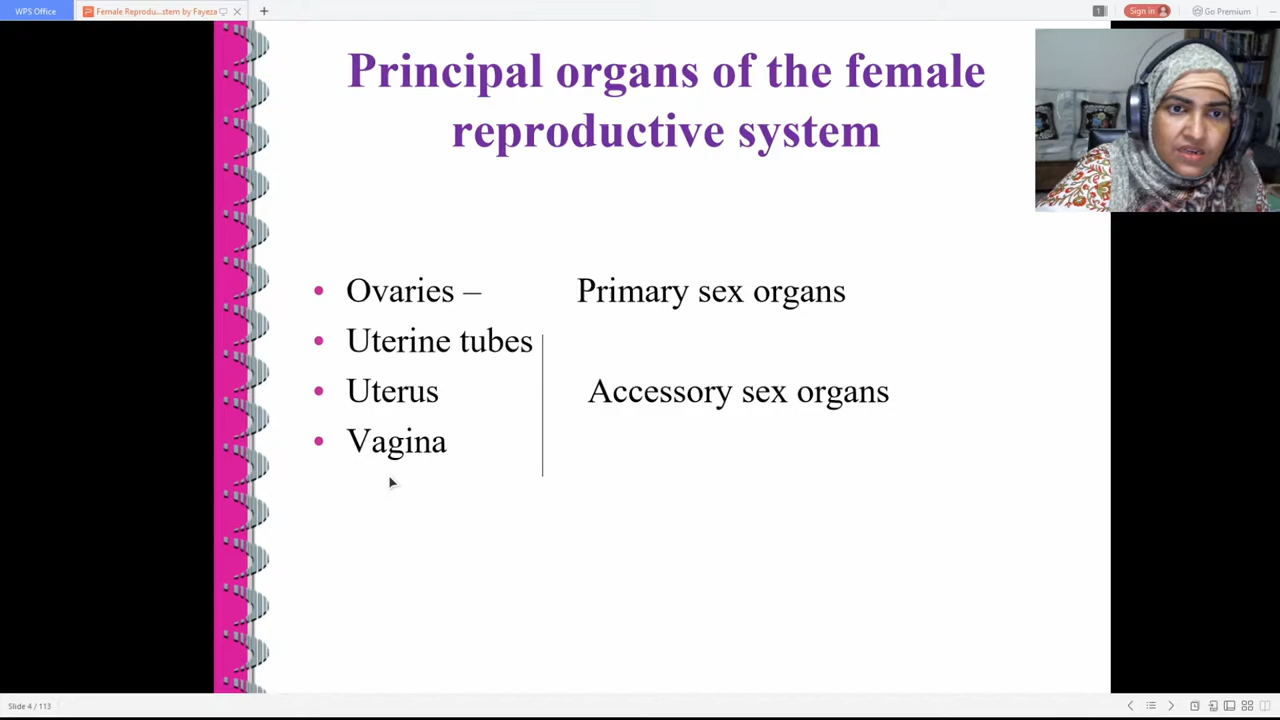 WPS Office
Female Reprodu...stem by Fayeza
1
Sign in
Go Premium
Principal organs of the female
reproductive system
• Ovaries – Primary sex organs
• Uterine tubes
• Uterus Accessory sex organs
• Vagina
Slide 4 / 113